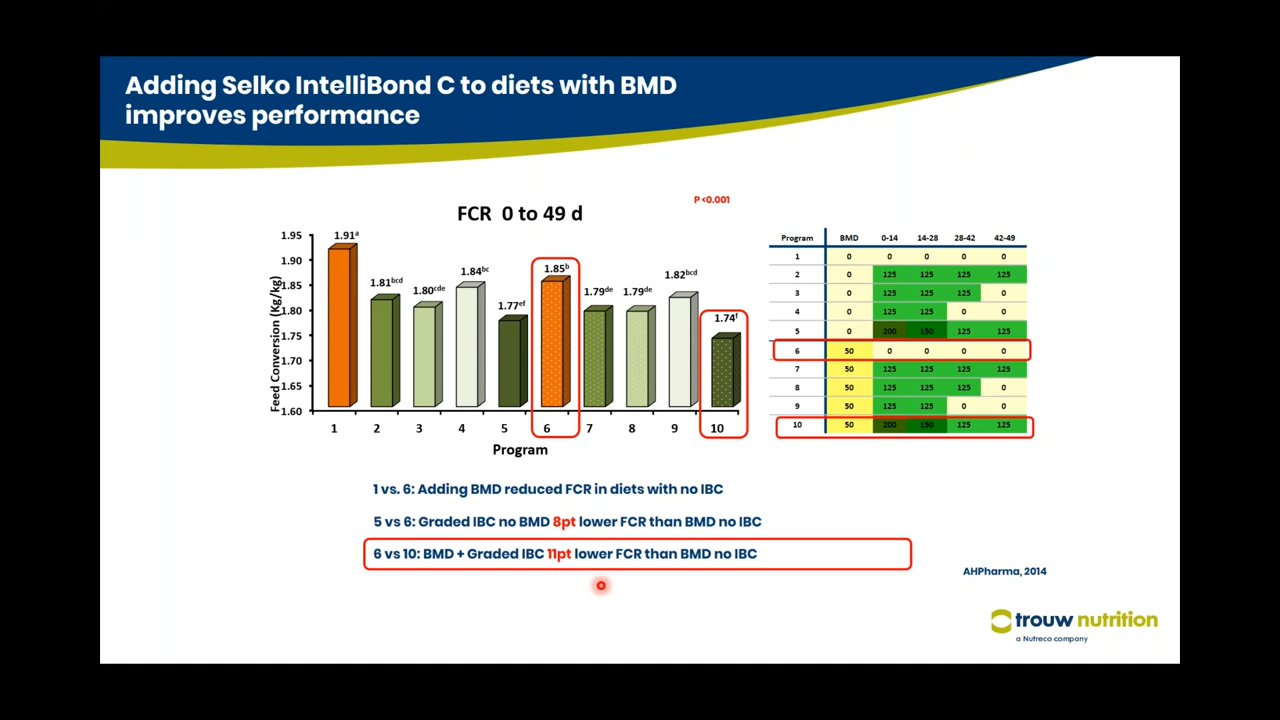 Adding Selko IntelliBond C to diets with BMD
improves performance
FCR 0 to 49 d
P <0.001
Feed Conversion (Kg/kg)
1.95
1.90
1.85
1.80
1.75
1.70
1.65
1.60
1.91ᵃ
1.81ᵇᶜᵈ
1.80ᶜᵈᵉ
1.84ᵇᶜ
1.77ᵉᶠ
1.85ᵇ
1.79ᵈᵉ
1.79ᵈᵉ
1.82ᵇᶜᵈ
1.74ᶠ
1 2 3 4 5 6 7 8 9 10
Program
Program BMD 0-14 14-28 28-42 42-49
1 0 0 0 0 0
2 0 125 125 125 125
3 0 125 125 125 0
4 0 125 125 0 0
5 0 200 150 125 125
6 50 0 0 0 0
7 50 125 125 125 125
8 50 125 125 125 0
9 50 125 125 0 0
10 50 200 150 125 125
1 vs. 6: Adding BMD reduced FCR in diets with no IBC
5 vs 6: Graded IBC no BMD 8pt lower FCR than BMD no IBC
6 vs 10: BMD + Graded IBC 11pt lower FCR than BMD no IBC
AHPharma, 2014
trouw nutrition
a Nutreco company